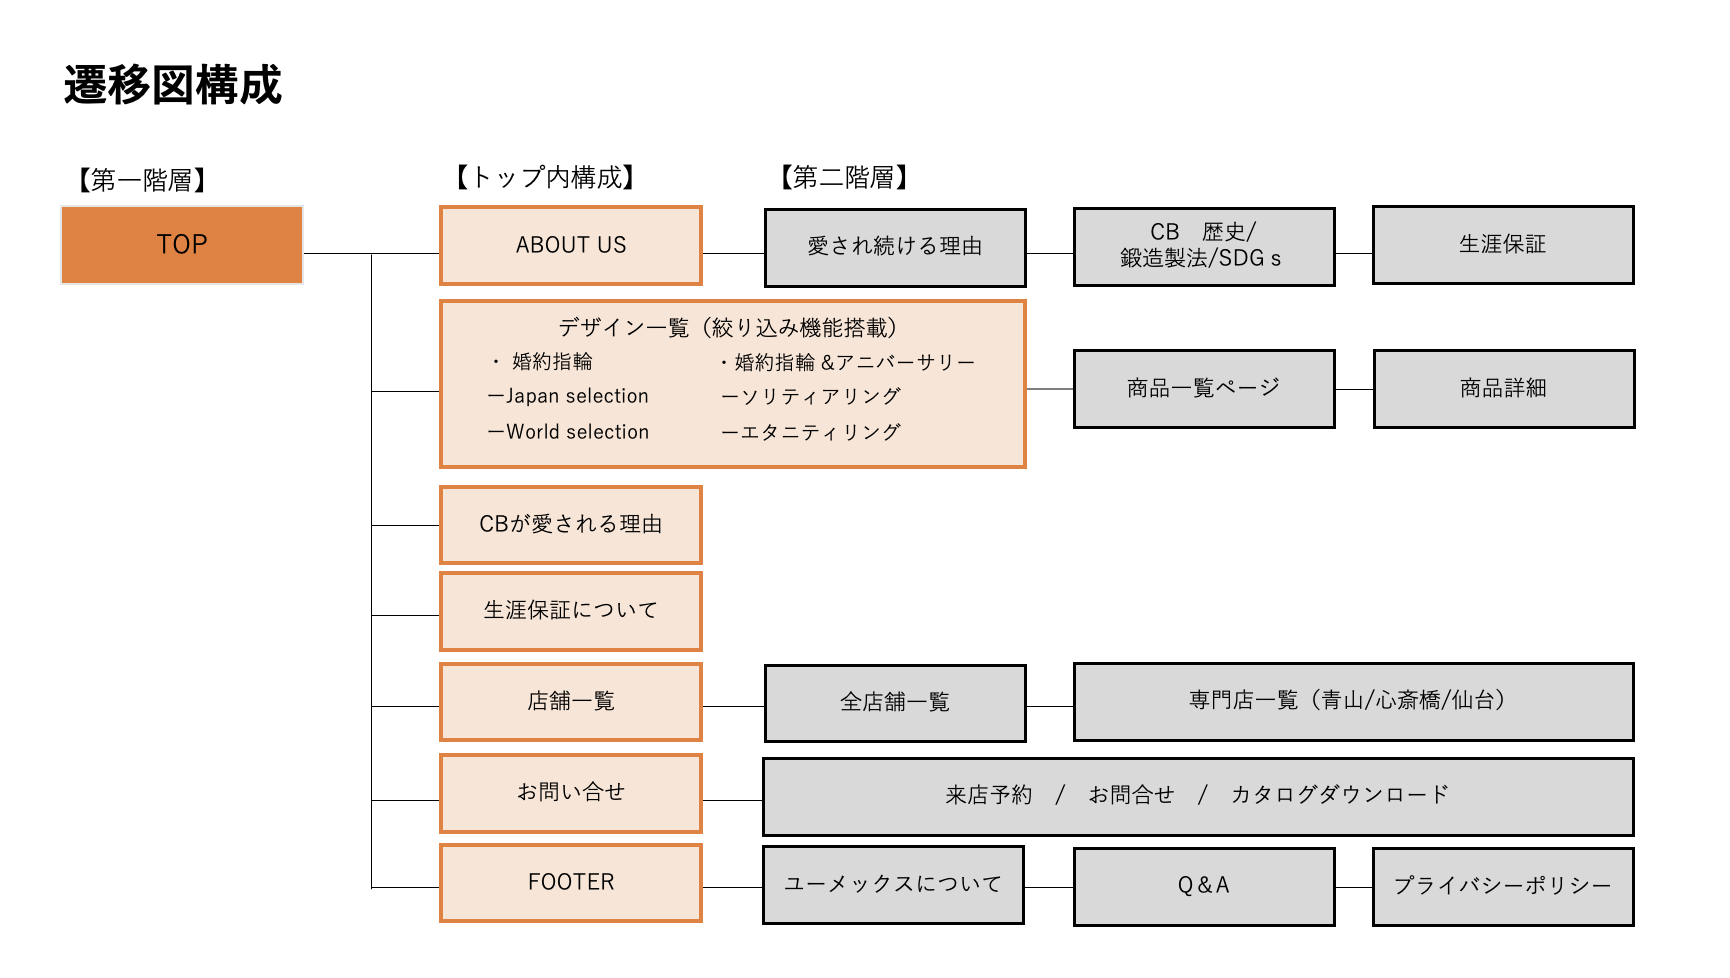 遷移図構成
【第一階層】
【トップ内構成】
【第二階層】
TOP
ABOUT US
愛され続ける理由
CB　歴史/
鍛造製法/SDGｓ
生涯保証
デザイン一覧（絞り込み機能搭載）
・ 婚約指輪
・婚約指輪＆アニバーサリー
ーJapan selection
ーソリティアリング
ーWorld selection
ーエタニティリング
商品一覧ページ
商品詳細
CBが愛される理由
生涯保証について
店舗一覧
全店舗一覧
専門店一覧（青山/心斎橋/仙台）
お問い合せ
来店予約　/　お問合せ　/　カタログダウンロード
FOOTER
ユーメックスについて
Q＆A
プライバシーポリシー